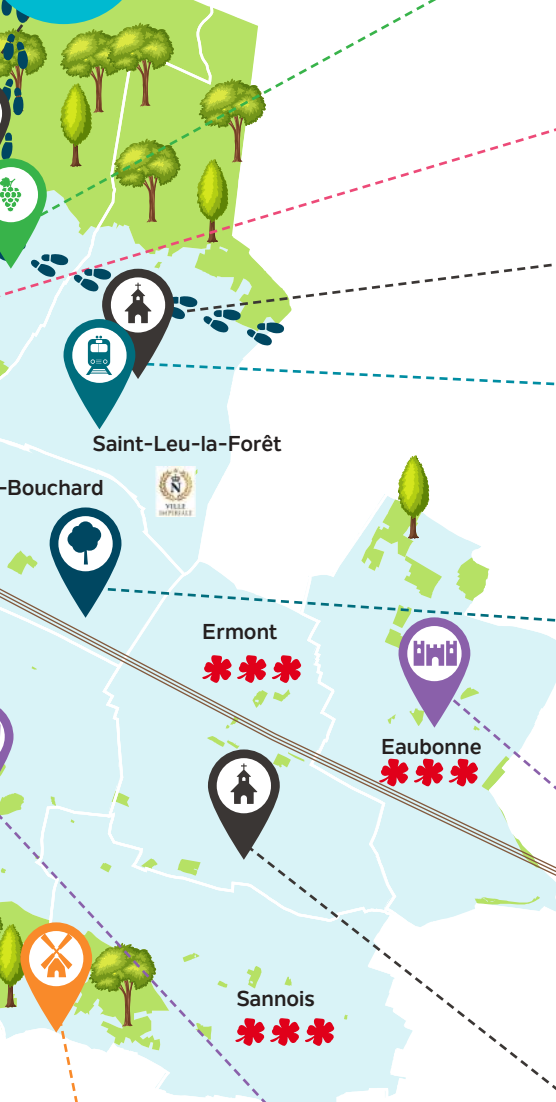 Saint-Leu-la-Forêt
-Bouchard
N
VILLE
IMPÉRIALE
Ermont
Eaubonne
Sannois